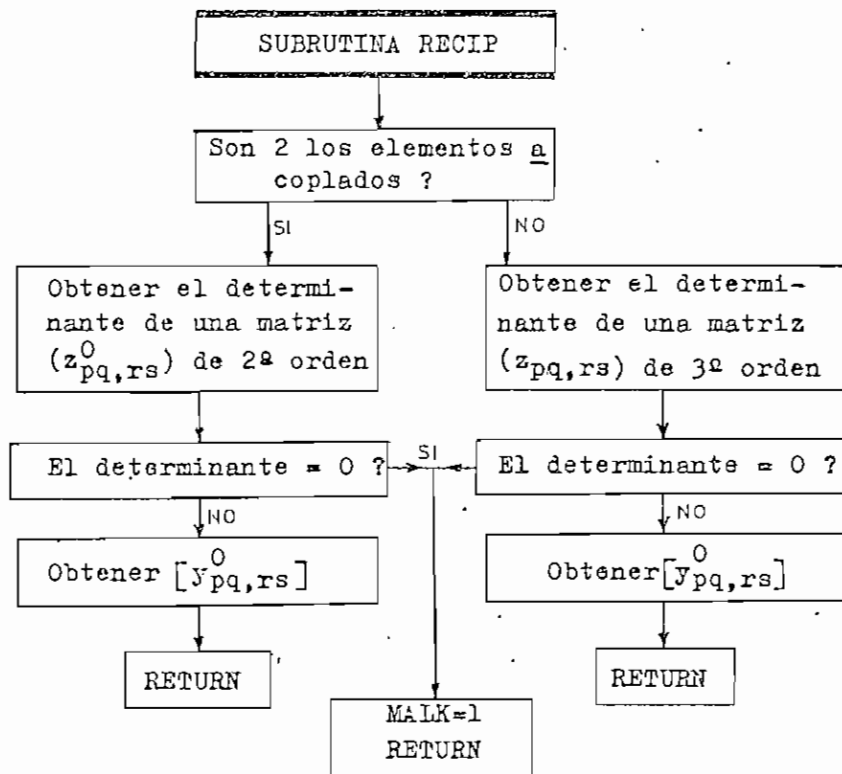 SUBRUTINA RECIP
Son 2 los elementos a
coplados ?
SI
NO
Obtener el determi-
nante de una matriz
(z⁰pq,rs) de 2º orden
Obtener el determi-
nante de una matriz
(zpq,rs) de 3º orden
El determinante = 0 ?
SI
El determinante = 0 ?
NO
NO
Obtener [y⁰pq,rs]
Obtener[y⁰pq,rs]
RETURN
RETURN
MALK=1
RETURN